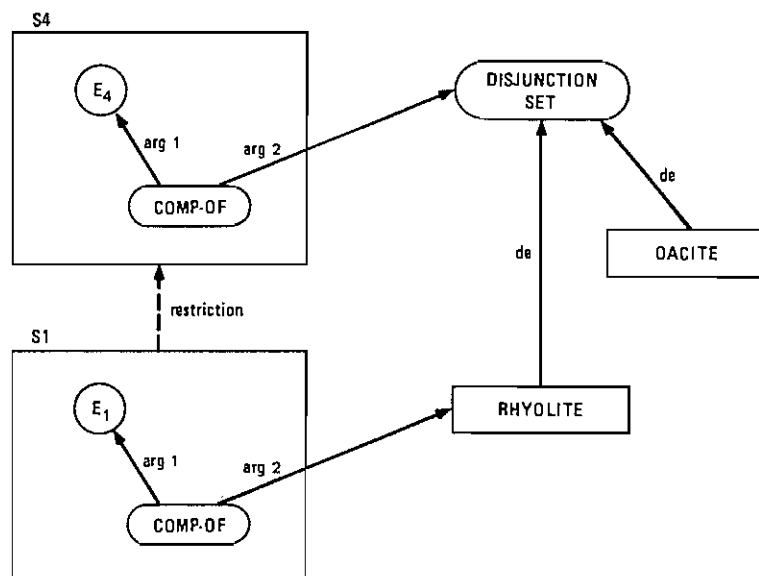 S4
E4
arg 1
arg 2
COMP-OF
DISJUNCTION
SET
de
de
OACITE
restriction
S1
E1
arg 1
arg 2
COMP-OF
RHYOLITE